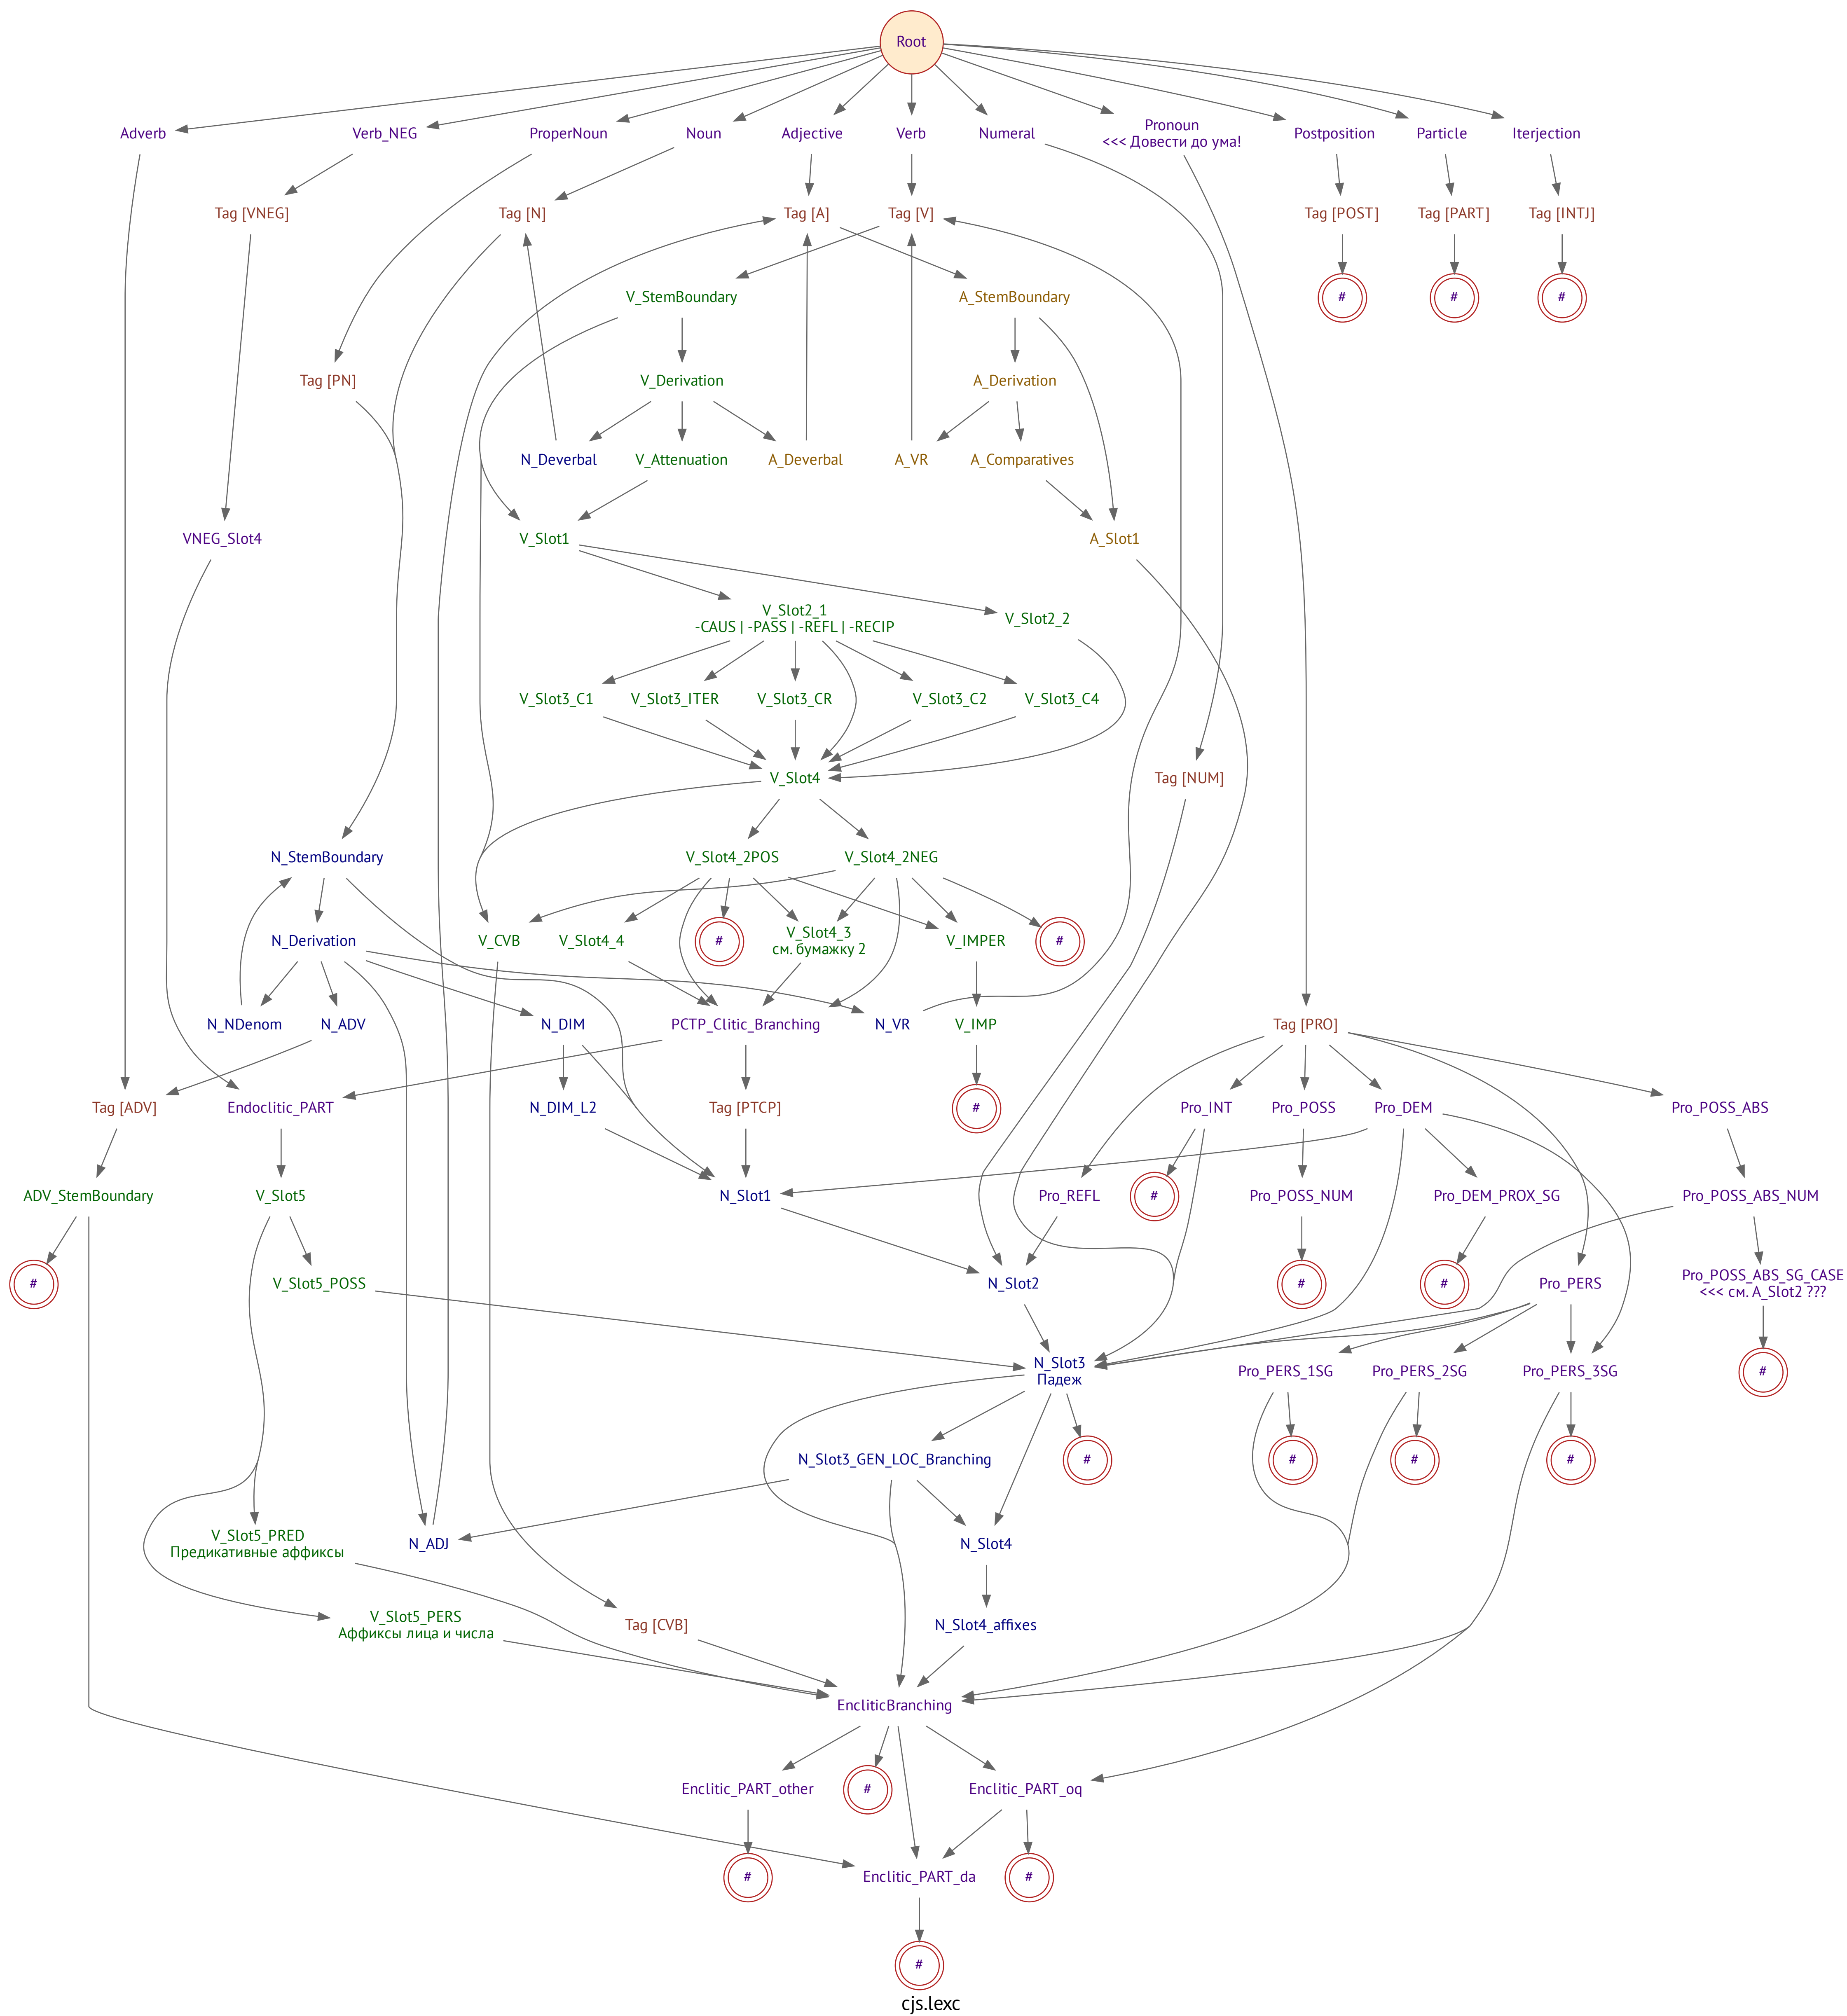 Root
Adverb
Verb_NEG
ProperNoun
Noun
Adjective
Verb
Numeral
Pronoun
<<< Довести до ума!
Postposition
Particle
Iterjection
Tag [VNEG]
Tag [N]
Tag [A]
Tag [V]
Tag [POST]
Tag [PART]
Tag [INTJ]
V_StemBoundary
A_StemBoundary
#
#
#
Tag [PN]
V_Derivation
A_Derivation
N_Deverbal
V_Attenuation
A_Deverbal
A_VR
A_Comparatives
VNEG_Slot4
V_Slot1
A_Slot1
V_Slot2_1
-CAUS | -PASS | -REFL | -RECIP
V_Slot2_2
V_Slot3_C1
V_Slot3_ITER
V_Slot3_CR
V_Slot3_C2
V_Slot3_C4
V_Slot4
Tag [NUM]
N_StemBoundary
V_Slot4_2POS
V_Slot4_2NEG
N_Derivation
V_CVB
V_Slot4_4
#
V_Slot4_3
см. бумажку 2
V_IMPER
#
N_NDenom
N_ADV
N_DIM
PCTP_Clitic_Branching
N_VR
V_IMP
Tag [PRO]
Tag [ADV]
Endoclitic_PART
N_DIM_L2
Tag [PTCP]
#
Pro_INT
Pro_POSS
Pro_DEM
Pro_POSS_ABS
ADV_StemBoundary
V_Slot5
N_Slot1
Pro_REFL
#
Pro_POSS_NUM
Pro_DEM_PROX_SG
Pro_POSS_ABS_NUM
#
V_Slot5_POSS
N_Slot2
#
#
Pro_PERS
Pro_POSS_ABS_SG_CASE
<<< см. A_Slot2 ???
N_Slot3
Падеж
Pro_PERS_1SG
Pro_PERS_2SG
Pro_PERS_3SG
#
N_Slot3_GEN_LOC_Branching
#
#
#
#
V_Slot5_PRED
Предикативные аффиксы
N_ADJ
N_Slot4
V_Slot5_PERS
Аффиксы лица и числа
Tag [CVB]
N_Slot4_affixes
EncliticBranching
Enclitic_PART_other
#
Enclitic_PART_oq
#
Enclitic_PART_da
#
#
cjs.lexc